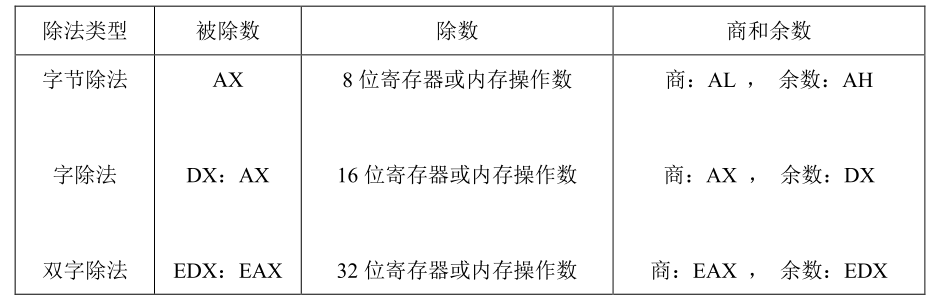 除法类型 被除数 除数 商和余数
字节除法 AX 8 位寄存器或内存操作数 商：AL ， 余数：AH
字除法 DX：AX 16 位寄存器或内存操作数 商：AX ， 余数：DX
双字除法 EDX：EAX 32 位寄存器或内存操作数 商：EAX ， 余数：EDX